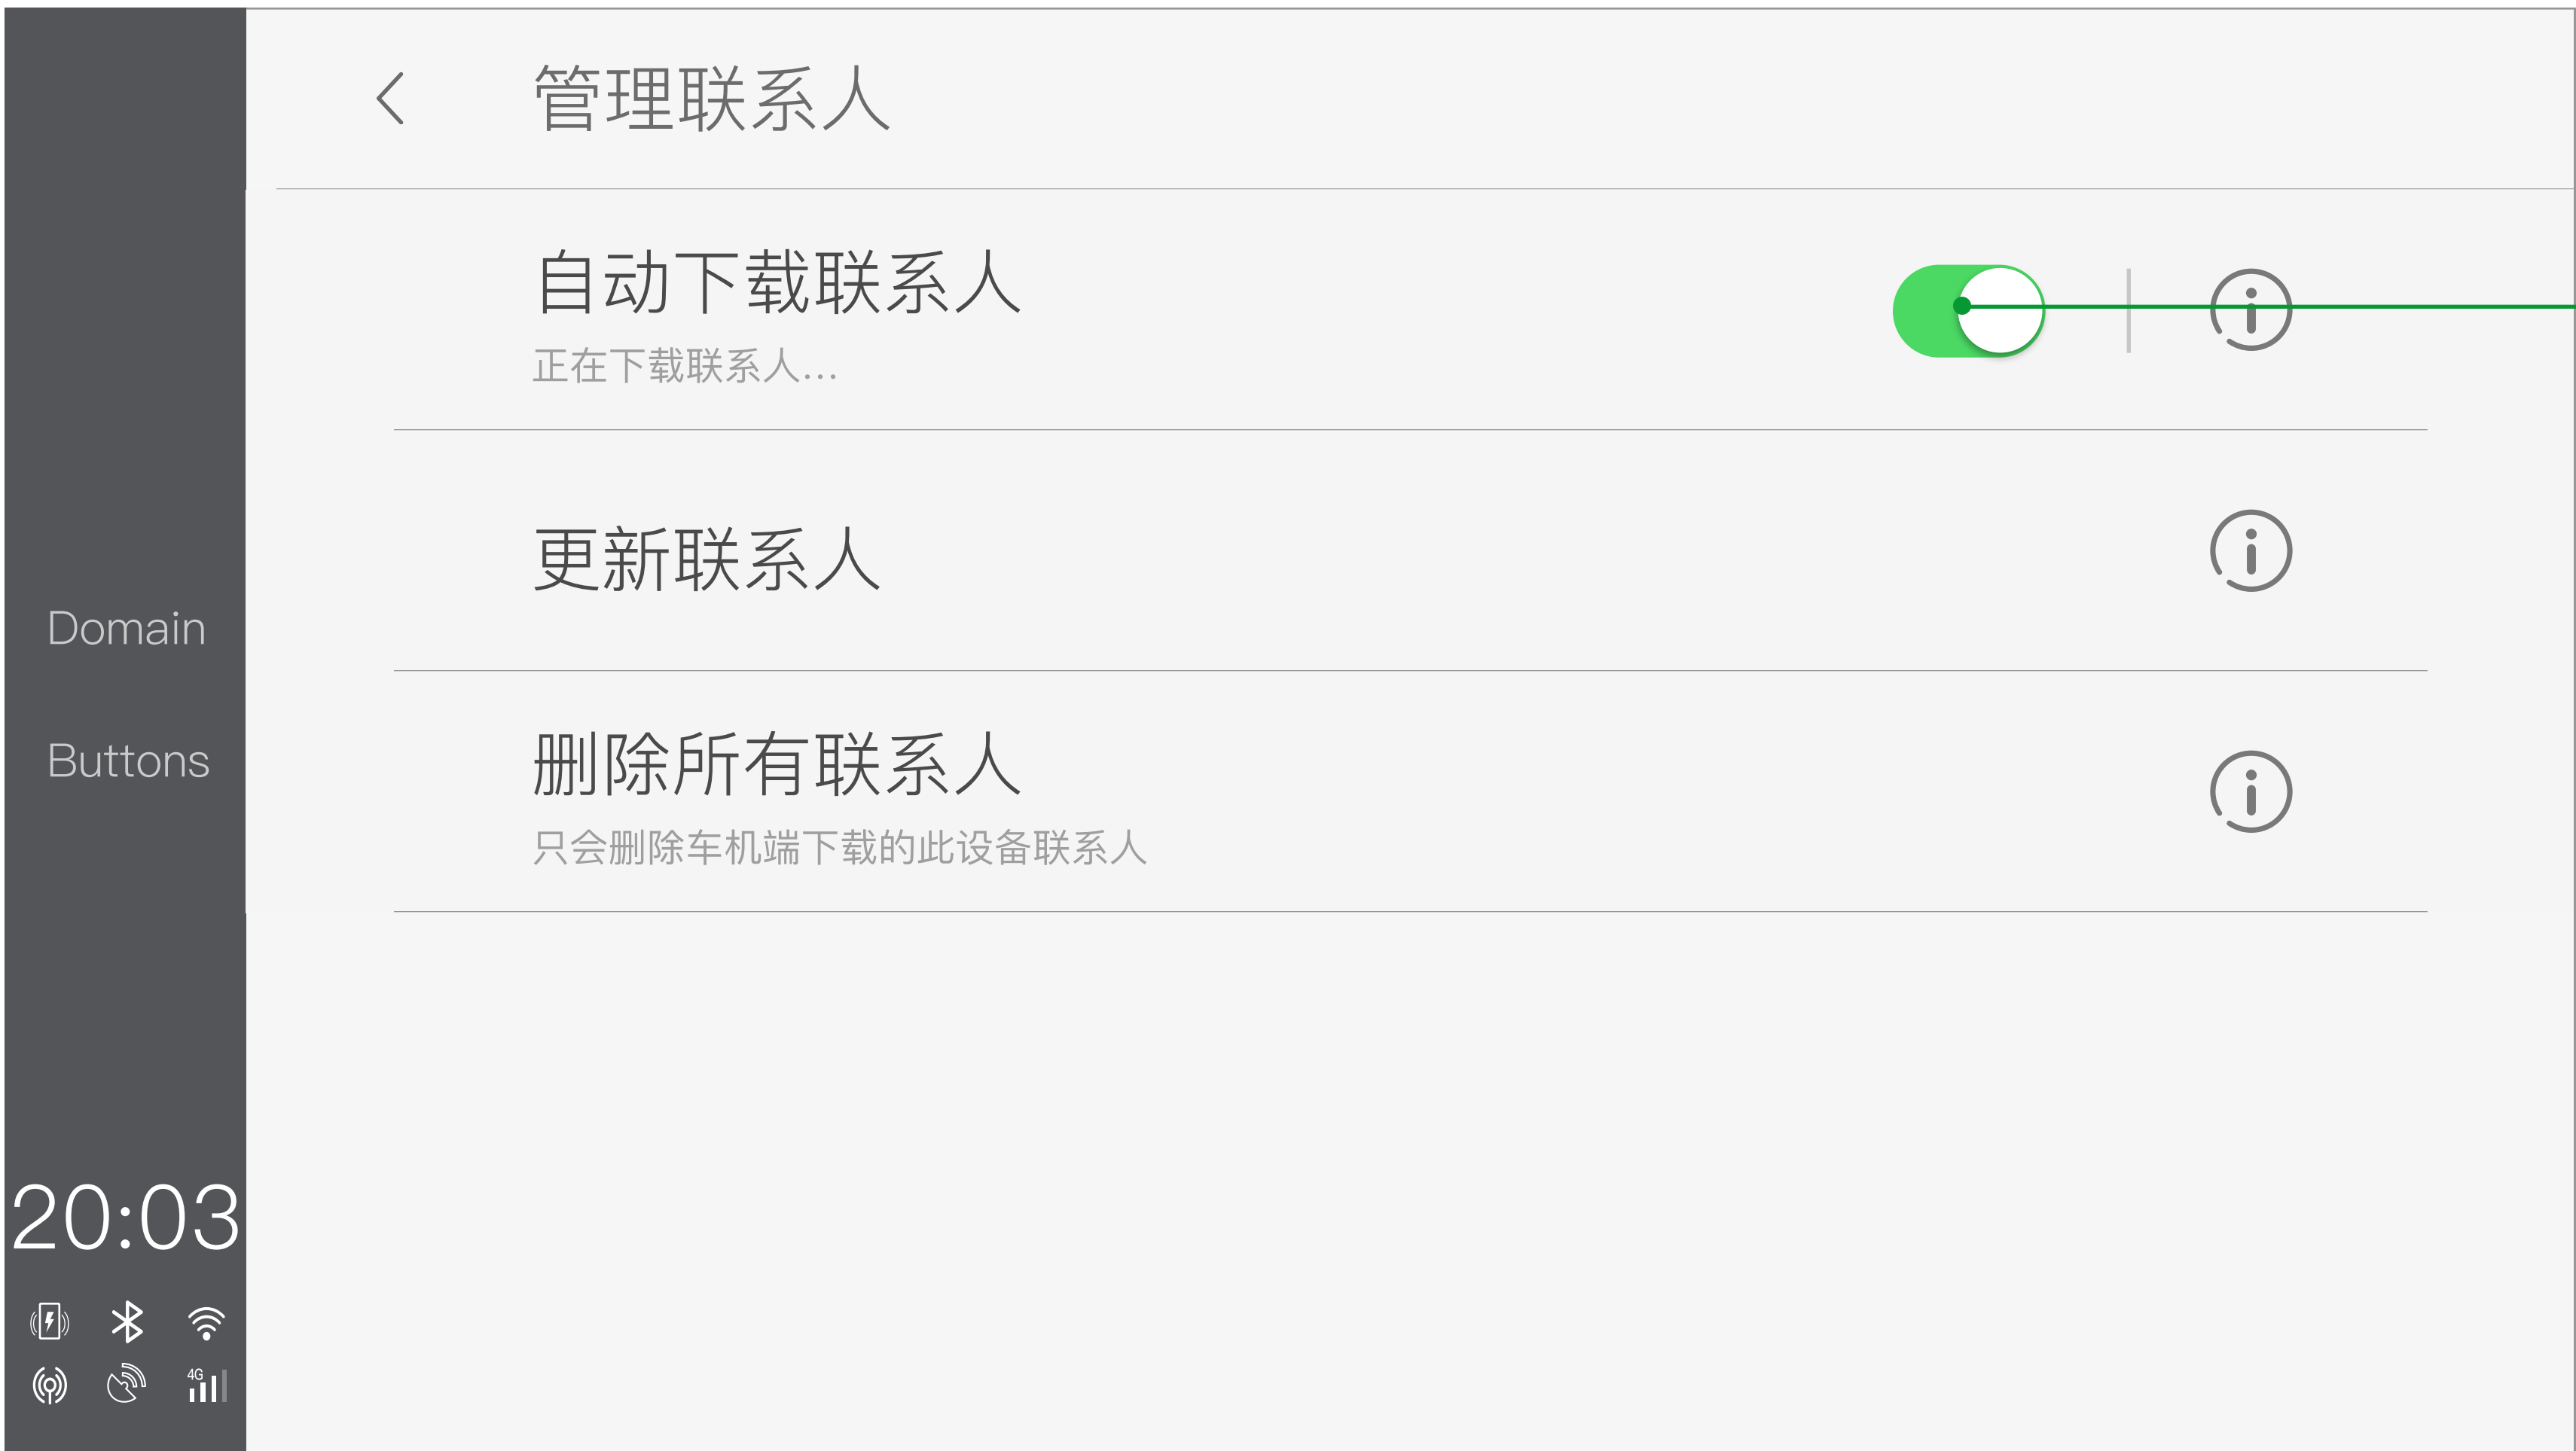 管理联系人
自动下载联系人
正在下载联系人...
更新联系人
Domain
Buttons
删除所有联系人
只会删除车机端下载的此设备联系人
20:03
4G